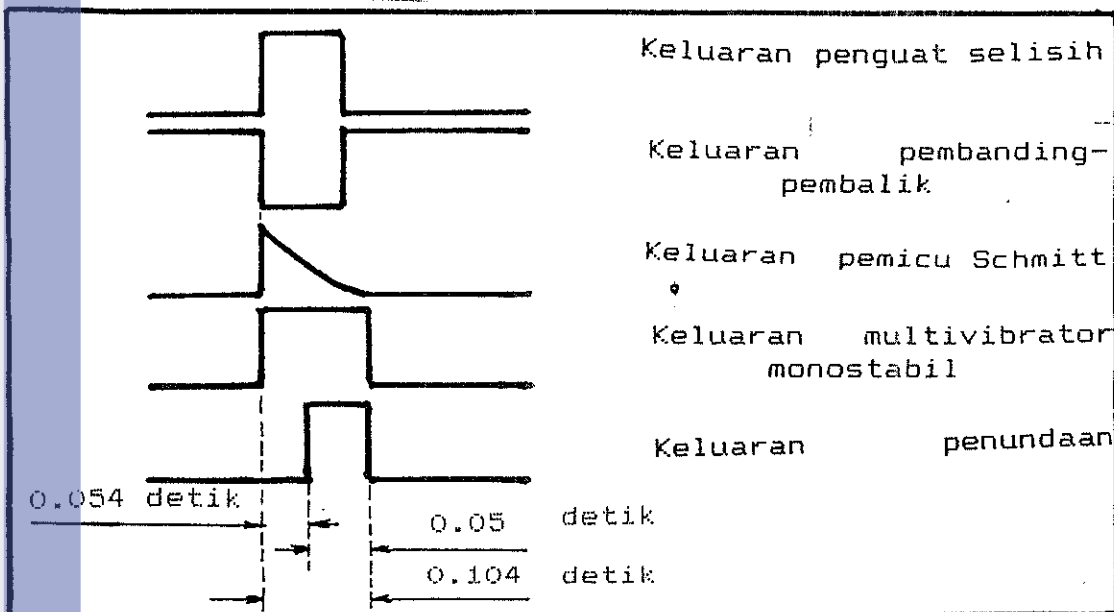 Keluaran penguat selisih
Keluaran pembanding-
pembalik
Keluaran pemicu Schmitt
Keluaran multivibrator
monostabil
Keluaran penundaan
0.054 detik
0.05 detik
0.104 detik